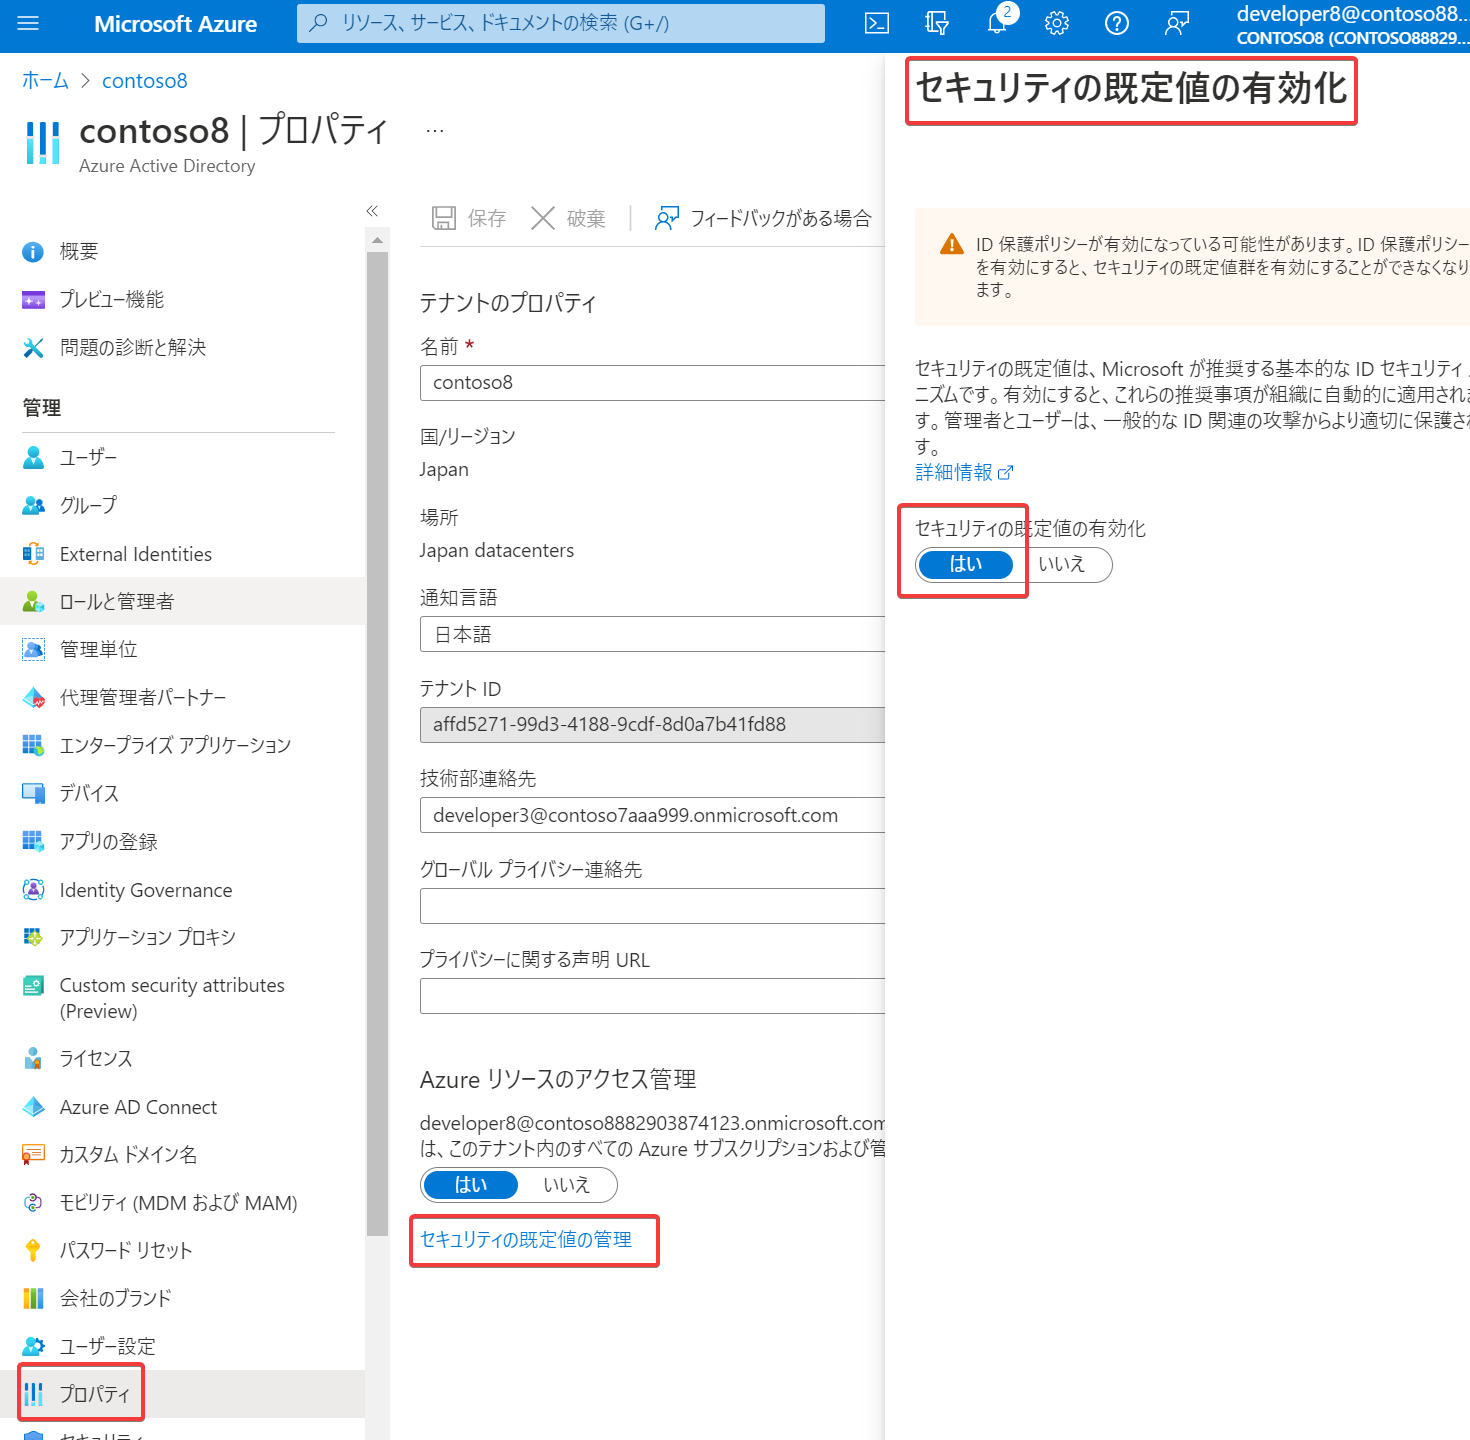 Microsoft Azure
リソース、サービス、ドキュメントの検索 (G+/)
2
developer8@contoso88...
CONTOSO8 (CONTOSO88829...
ホーム > contoso8
contoso8 | プロパティ ...
Azure Active Directory
«
概要
プレビュー機能
問題の診断と解決
管理
ユーザー
グループ
External Identities
ロールと管理者
管理単位
代理管理者パートナー
エンタープライズ アプリケーション
デバイス
アプリの登録
Identity Governance
アプリケーション プロキシ
Custom security attributes
(Preview)
ライセンス
Azure AD Connect
カスタム ドメイン名
モビリティ (MDM および MAM)
パスワード リセット
会社のブランド
ユーザー設定
プロパティ
セキュリティ
保存 破棄 フィードバックがある場合
テナントのプロパティ
名前 *
contoso8
国/リージョン
Japan
場所
Japan datacenters
通知言語
日本語
テナント ID
affd5271-99d3-4188-9cdf-8d0a7b41fd88
技術部連絡先
developer3@contoso7aaa999.onmicrosoft.com
グローバル プライバシー連絡先
プライバシーに関する声明 URL
Azure リソースのアクセス管理
developer8@contoso8882903874123.onmicrosoft.com
は、このテナント内のすべての Azure サブスクリプションおよび管
はい いいえ
セキュリティの既定値の管理
セキュリティの既定値の有効化
ID 保護ポリシーが有効になっている可能性があります。ID 保護ポリシー
を有効にすると、セキュリティの既定値群を有効にすることができなくなり
ます。
セキュリティの既定値は、Microsoft が推奨する基本的な ID セキュリティ
ニズムです。有効にすると、これらの推奨事項が組織に自動的に適用されま
す。管理者とユーザーは、一般的な ID 関連の攻撃からより適切に保護され
す。
詳細情報
セキュリティの既定値の有効化
はい いいえ